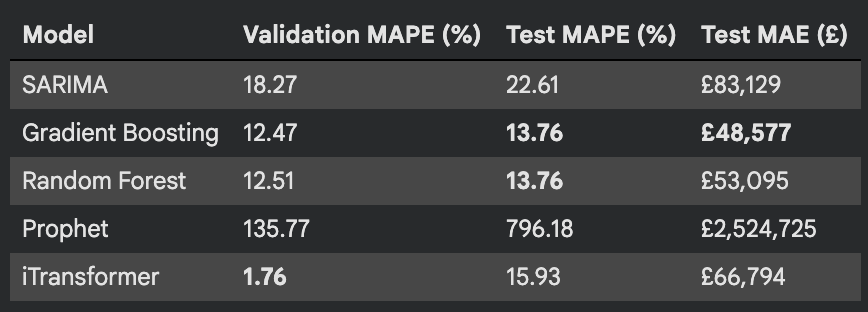 Model Validation MAPE (%) Test MAPE (%) Test MAE (£)
SARIMA 18.27 22.61 £83,129
Gradient Boosting 12.47 13.76 £48,577
Random Forest 12.51 13.76 £53,095
Prophet 135.77 796.18 £2,524,725
iTransformer 1.76 15.93 £66,794